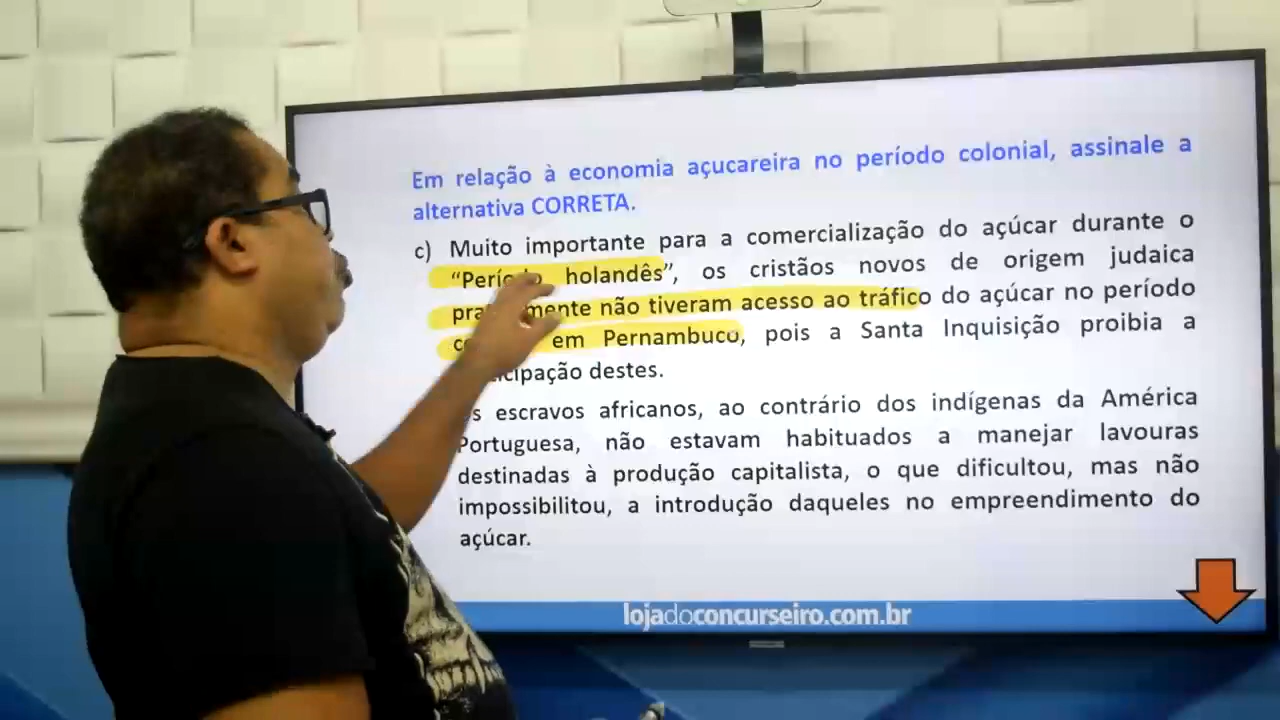 Em relação à economia açucareira no período colonial, assinale a
alternativa CORRETA.
c) Muito importante para a comercialização do açúcar durante o
holandês”, os cristãos novos de origem judaica
não tiveram acesso ao tráfico do açúcar no período
em Pernambuco, pois a Santa Inquisição proibia a
destes.
escravos africanos, ao contrário dos indígenas da América
Portuguesa, não estavam habituados a manejar lavouras
destinadas à produção capitalista, o que dificultou, mas não
impossibilitou, a introdução daqueles no empreendimento do
açúcar.
lojadoconcurseiro.com.br